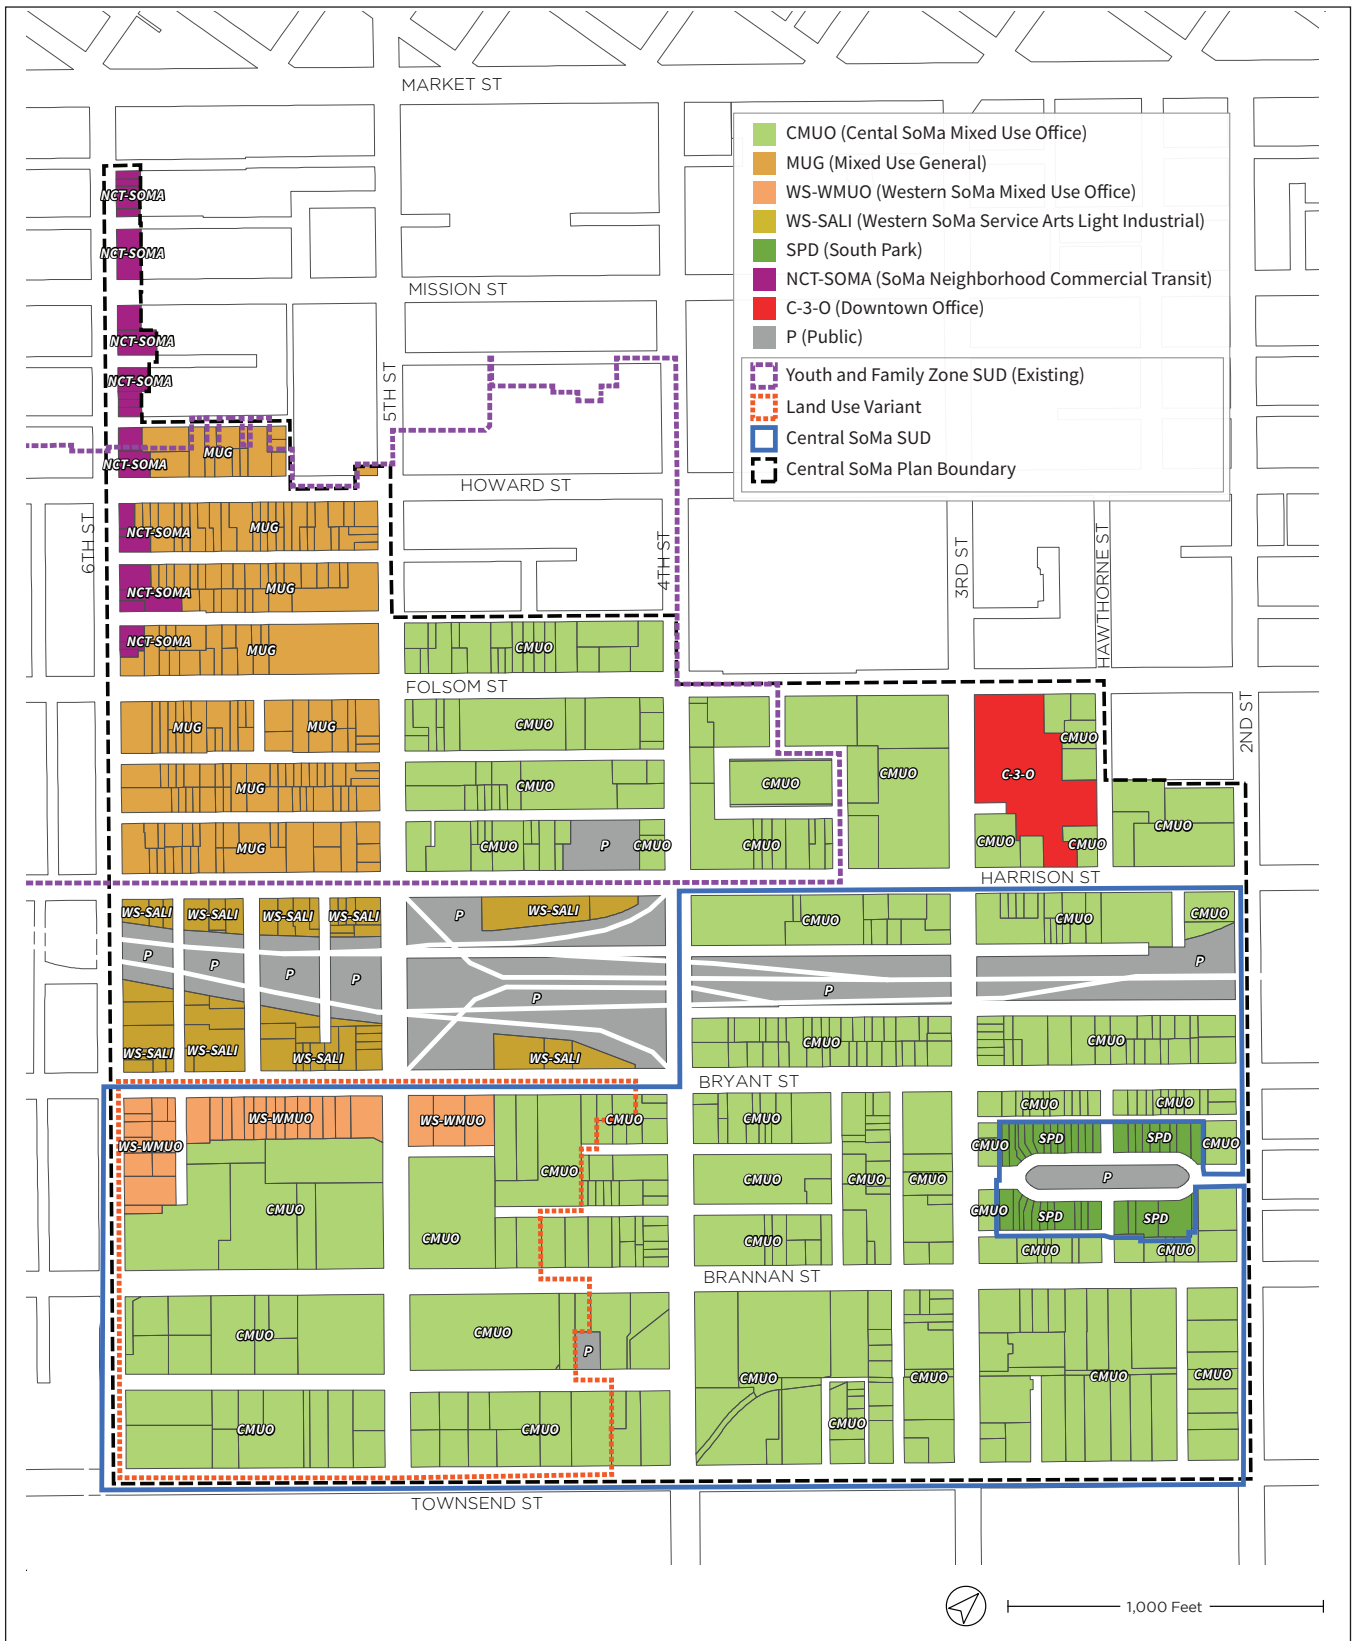 MARKET ST
CMUO (Cental SoMa Mixed Use Office)
MUG (Mixed Use General)
WS-WMUO (Western SoMa Mixed Use Office)
WS-SALI (Western SoMa Service Arts Light Industrial)
SPD (South Park)
NCT-SOMA (SoMa Neighborhood Commercial Transit)
C-3-O (Downtown Office)
P (Public)
Youth and Family Zone SUD (Existing)
Land Use Variant
Central SoMa SUD
Central SoMa Plan Boundary
NCT-SOMA
NCT-SOMA
MISSION ST
NCT-SOMA
NCT-SOMA
5TH ST
NCT-SOMA
MUG
HOWARD ST
6TH ST
NCT-SOMA
MUG
4TH ST
3RD ST
HAWTHORNE ST
NCT-SOMA
MUG
NCT-SOMA
MUG
CMUO
FOLSOM ST
2ND ST
MUG
MUG
CMUO
CMUO
MUG
CMUO
CMUO
CMUO
C-3-O
CMUO
MUG
CMUO
P
CMUO
CMUO
CMUO
CMUO
HARRISON ST
WS-SALI
WS-SALI
WS-SALI
WS-SALI
P
WS-SALI
CMUO
CMUO
CMUO
P
P
P
P
P
P
P
WS-SALI
WS-SALI
WS-SALI
WS-SALI
CMUO
CMUO
BRYANT ST
WS-WMUO
WS-WMUO
WS-WMUO
CMUO
CMUO
CMUO
CMUO
CMUO
SPD
SPD
CMUO
CMUO
CMUO
CMUO
CMUO
CMUO
P
CMUO
CMUO
SPD
SPD
CMUO
CMUO
CMUO
CMUO
BRANNAN ST
CMUO
CMUO
P
CMUO
CMUO
CMUO
CMUO
CMUO
CMUO
CMUO
TOWNSEND ST
1,000 Feet